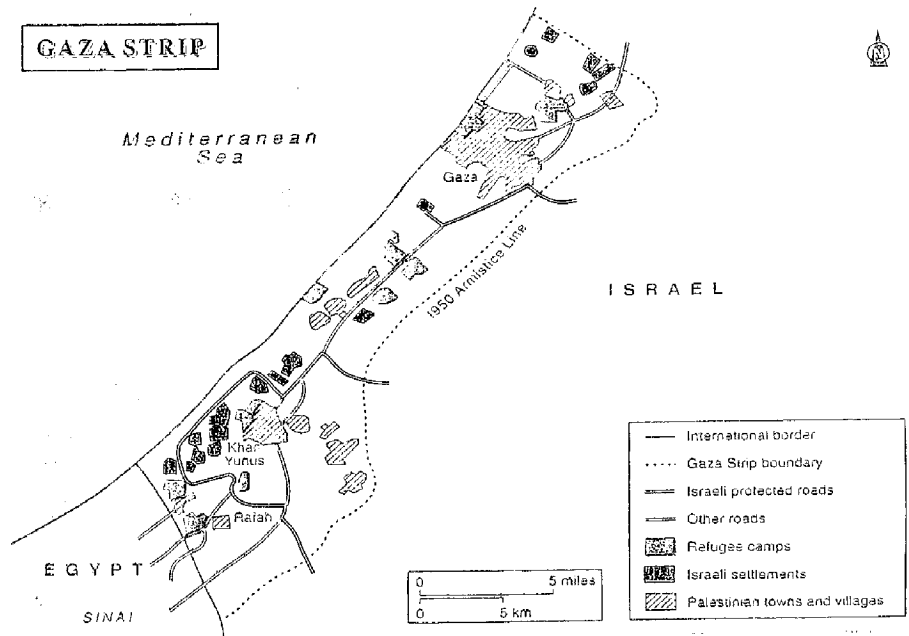 GAZA STRIP
N
Mediterranean
Sea
Gaza
1950 Armistice Line
ISRAEL
Khan
Yunus
Rafah
EGYPT
SINAI
International border
Gaza Strip boundary
Israeli protected roads
Other roads
Refugee camps
Israeli settlements
Palestinian towns and villages
0 5 miles
0 5 km